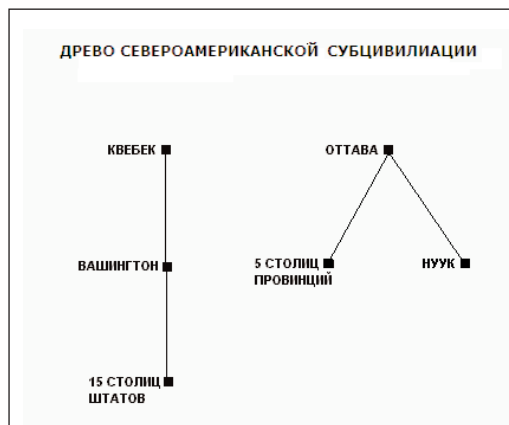 ДРЕВО СЕВЕРОАМЕРИКАНСКОЙ СУБЦИВИЛИАЦИИ
КВЕБЕК
ОТТАВА
ВАШИНГТОН
5 СТОЛИЦ
ПРОВИНЦИЙ
НУУК
15 СТОЛИЦ
ШТАТОВ